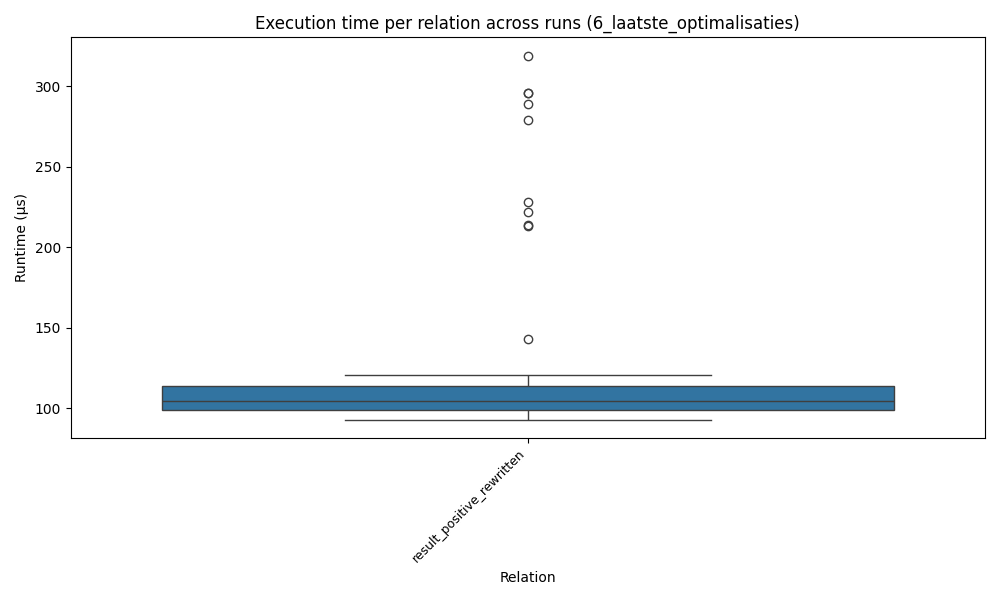 Execution time per relation across runs (6_laatste_optimalisaties)
Runtime (µs)
300
250
200
150
100
result_positive_rewritten
Relation